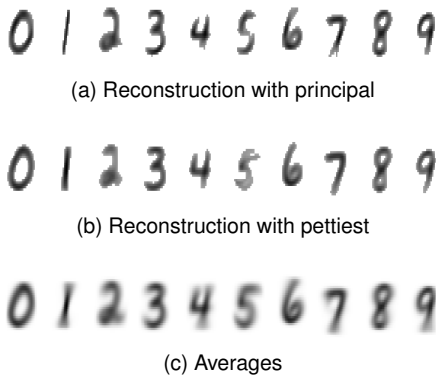 0 1 2 3 4 5 6 7 8 9
(a) Reconstruction with principal
0 1 2 3 4 5 6 7 8 9
(b) Reconstruction with pettiest
0 1 2 3 4 5 6 7 8 9
(c) Averages